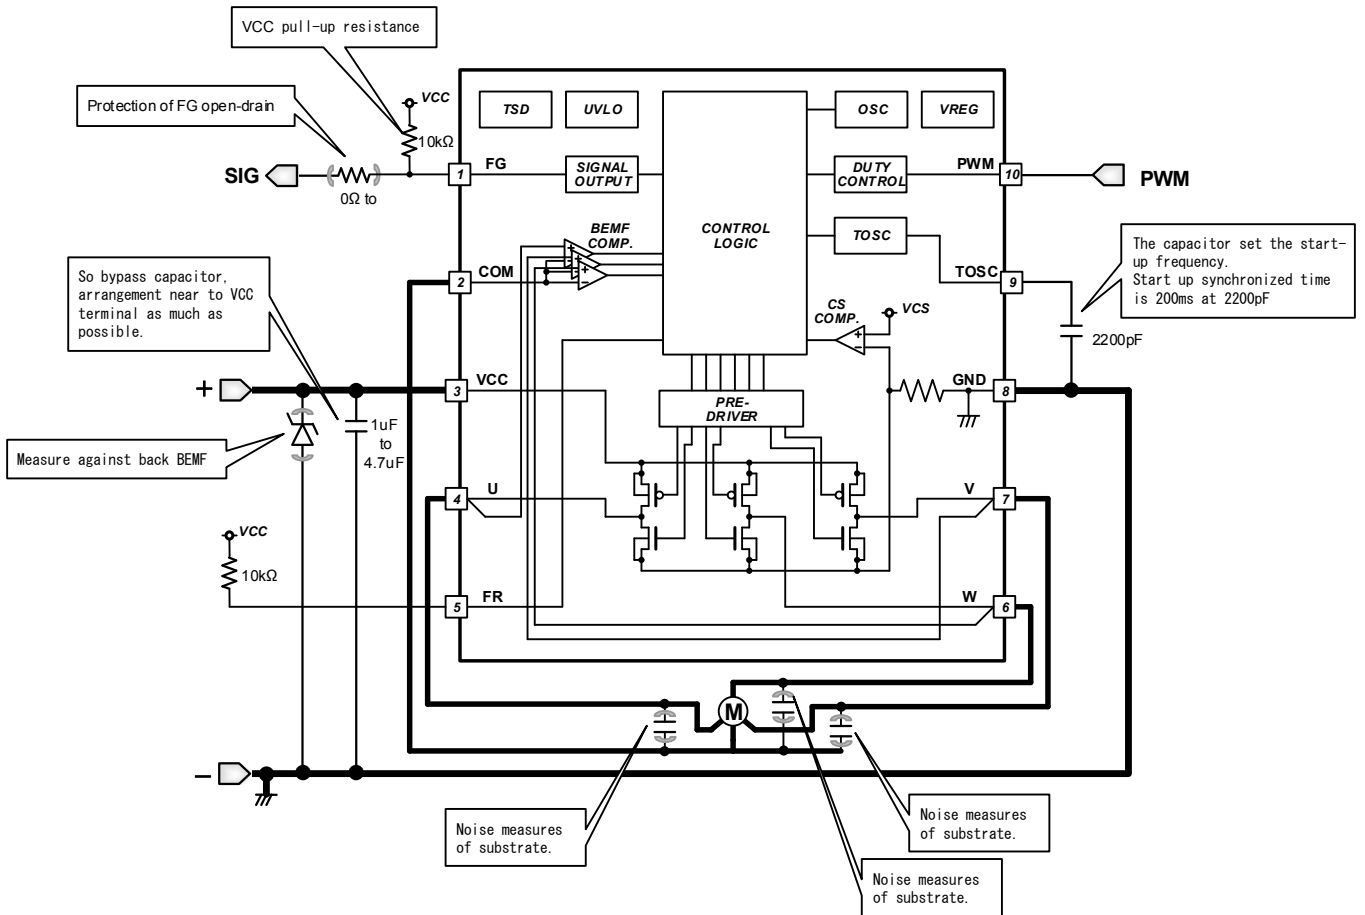 VCC pull-up resistance
Protection of FG open-drain
VCC
10kΩ
SIG
0Ω to
1
FG
TSD
UVLO
SIGNAL
OUTPUT
CONTROL
LOGIC
OSC
VREG
DUTY
CONTROL
PWM
10
PWM
BEMF
COMP.
TOSC
TOSC
9
The capacitor set the start-
up frequency.
Start up synchronized time
is 200ms at 2200pF
2200pF
So bypass capacitor,
arrangement near to VCC
terminal as much as
possible.
2
COM
CS
COMP.
VCS
+
3
VCC
GND
8
PRE-
DRIVER
1uF
to
4.7uF
Measure against back BEMF
4
U
V
7
VCC
10kΩ
5
FR
W
6
M
−
Noise measures
of substrate.
Noise measures
of substrate.
Noise measures
of substrate.